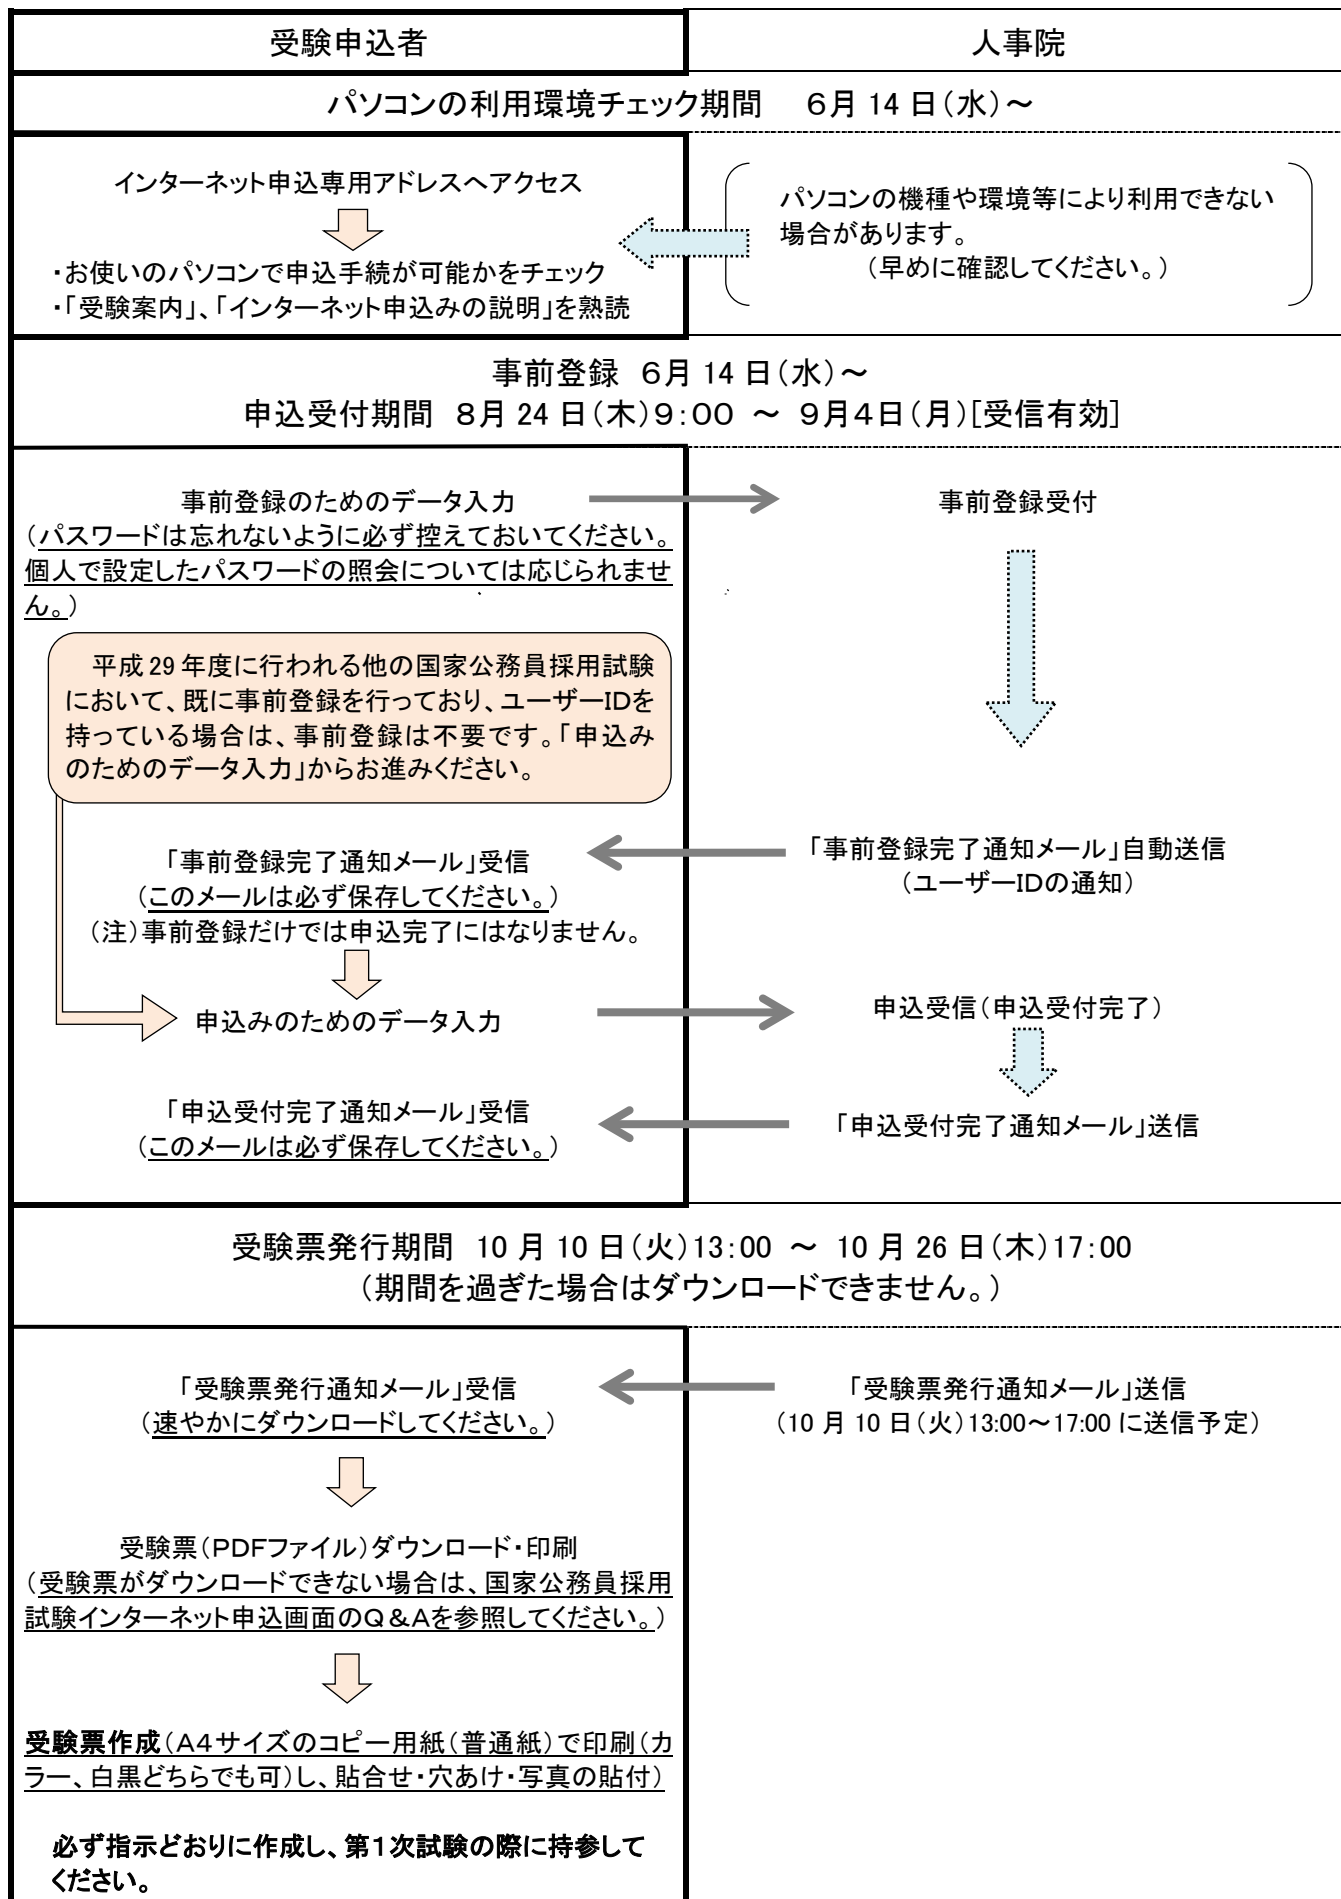 受験申込者
人事院
パソコンの利用環境チェック期間　６月 14 日（水）～
インターネット申込専用アドレスへアクセス
・お使いのパソコンで申込手続が可能かをチェック
・「受験案内」、「インターネット申込みの説明」を熟読
パソコンの機種や環境等により利用できない
場合があります。
（早めに確認してください。）
事前登録　６月 14 日（水）～
申込受付期間　８月 24 日（木）９：００ ～ ９月４日（月）[受信有効]
事前登録のためのデータ入力
（パスワードは忘れないように必ず控えておいてください。
個人で設定したパスワードの照会については応じられませ
ん。）
事前登録受付
平成 29 年度に行われる他の国家公務員採用試験
において、既に事前登録を行っており、ユーザーＩＤを
持っている場合は、事前登録は不要です。「申込み
のためのデータ入力」からお進みください。
「事前登録完了通知メール」受信
（このメールは必ず保存してください。）
（注）事前登録だけでは申込完了にはなりません。
「事前登録完了通知メール」自動送信
（ユーザーＩＤの通知）
申込みのためのデータ入力
申込受信（申込受付完了）
「申込受付完了通知メール」受信
（このメールは必ず保存してください。）
「申込受付完了通知メール」送信
受験票発行期間　10 月 10 日（火）13：00 ～ 10 月 26 日（木）17：00
（期間を過ぎた場合はダウンロードできません。）
「受験票発行通知メール」受信
（速やかにダウンロードしてください。）
「受験票発行通知メール」送信
（10 月 10 日（火）13:00～17:00 に送信予定）
受験票（ＰＤＦファイル）ダウンロード・印刷
（受験票がダウンロードできない場合は、国家公務員採用
試験インターネット申込画面のＱ＆Ａを参照してください。）
受験票作成（Ａ４サイズのコピー用紙（普通紙）で印刷（カ
ラー、白黒どちらでも可）し、貼合せ・穴あけ・写真の貼付）
必ず指示どおりに作成し、第１次試験の際に持参して
ください。